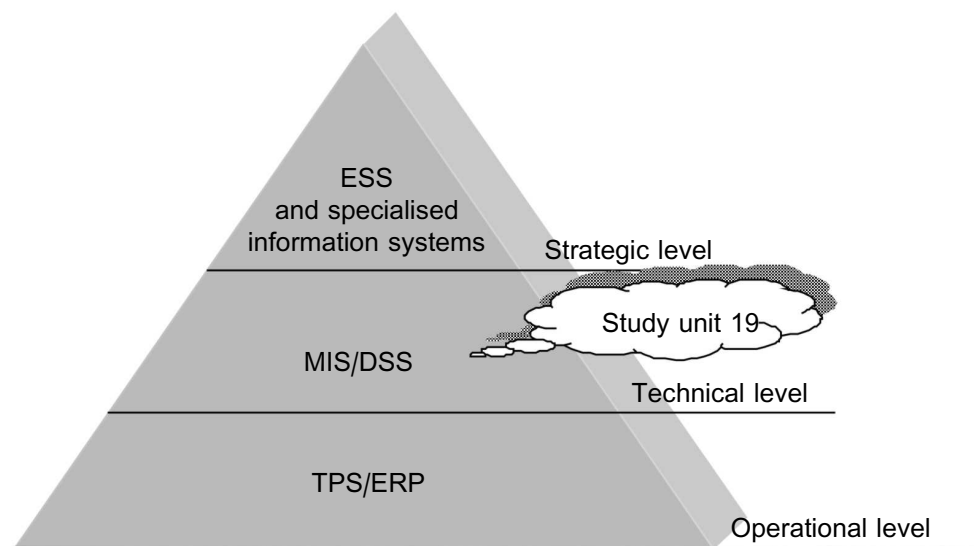 ESS
and specialised
information systems
Strategic level
Study unit 19
MIS/DSS
Technical level
TPS/ERP
Operational level